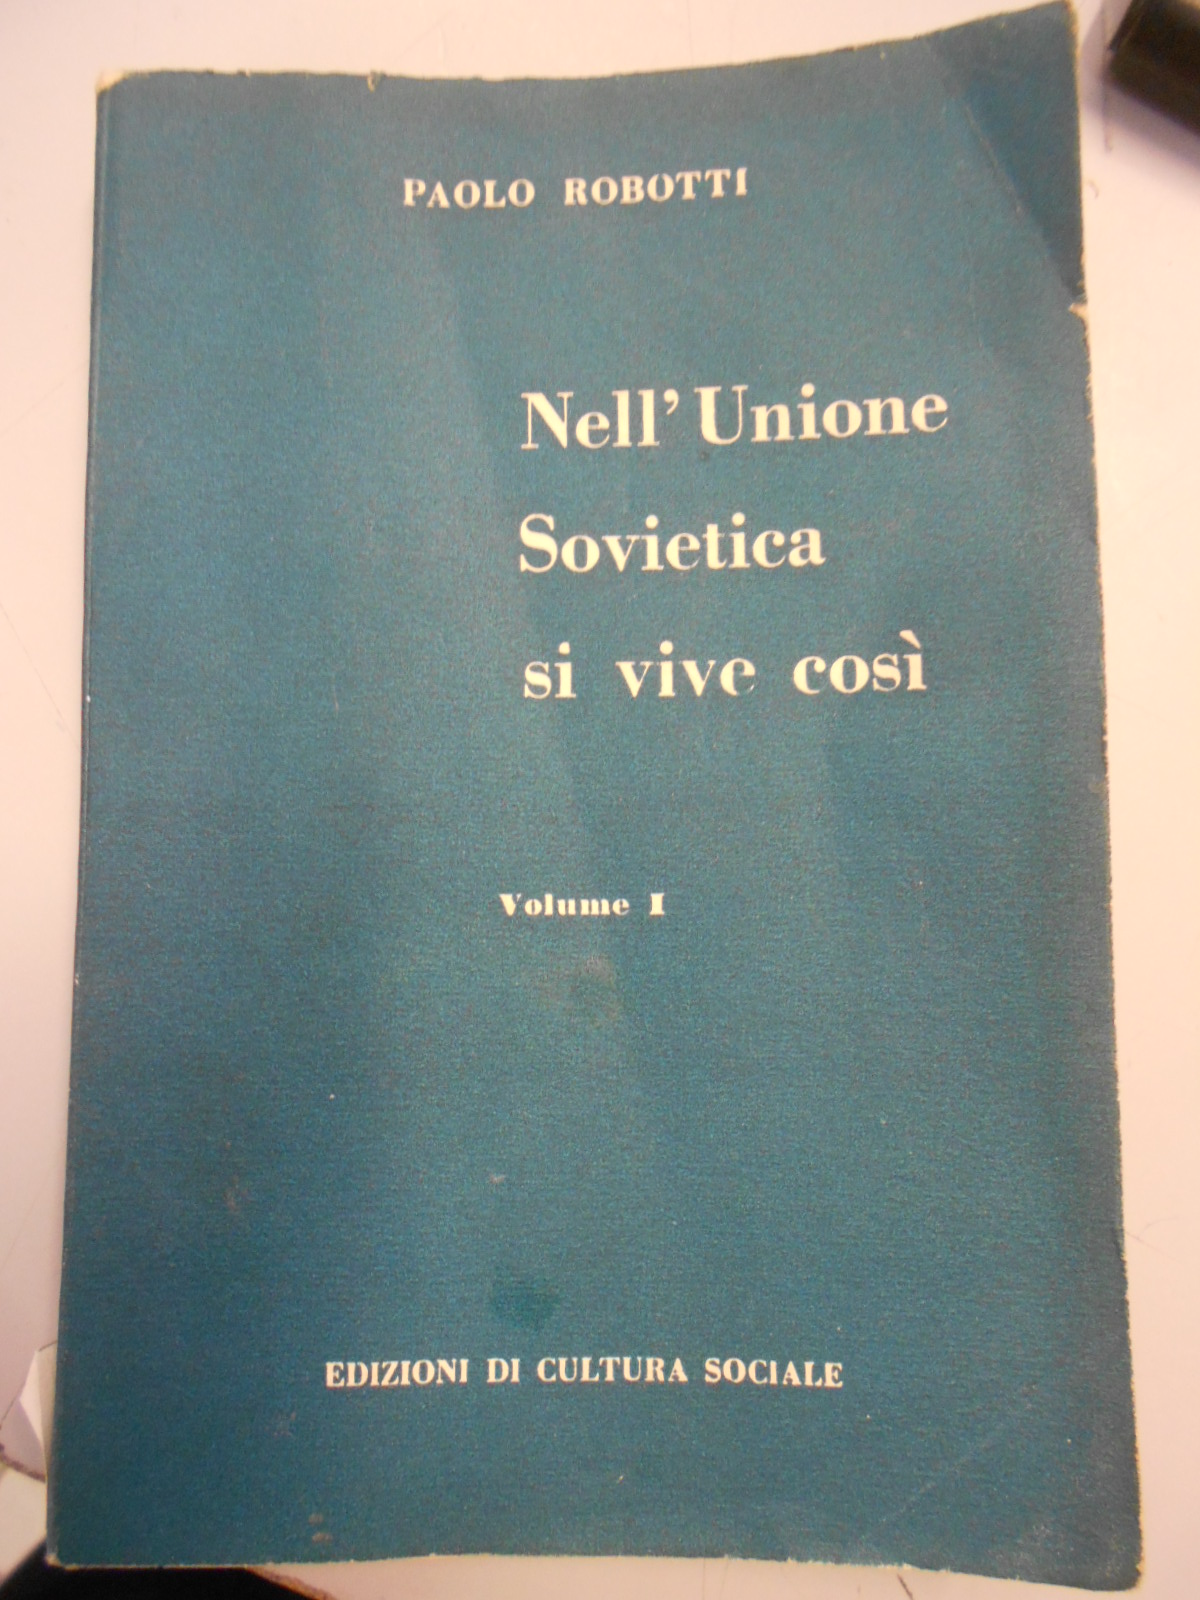 PAOLO ROBOTTI
Nell' Unione
Sovietica
si vive così
Volume I
EDIZIONI DI CULTURA SOCIALE